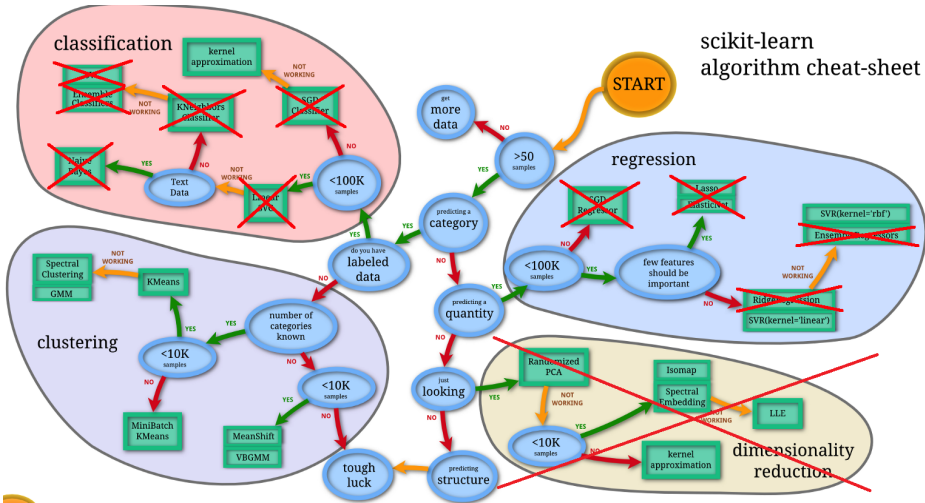 scikit-learn
algorithm cheat-sheet
START
classification
kernel
approximation
NOT
WORKING
Ensemble
Classifiers
NOT
WORKING
KNeighbors
Classifier
SGD
Classifier
NO
YES
NO
Naive
Bayes
YES
Text
Data
NOT
WORKING
<100K
samples
get
more
data
NO
>50
samples
YES
predicting a
category
YES
NO
do you have
labeled
data
YES
NO
regression
SGD
Regressor
Lasso
ElasticNet
SVR(kernel='rbf')
Ensemble Regressors
NO
YES
NOT
WORKING
<100K
samples
YES
few features
should be
important
NO
Ridge Regression
SVR(kernel='linear')
predicting a
quantity
YES
NO
clustering
Spectral
Clustering
GMM
NOT
WORKING
KMeans
YES
<10K
samples
YES
number of
categories
known
NO
NO
MiniBatch
KMeans
<10K
samples
YES
NO
MeanShift
VBGMM
tough
luck
just
looking
YES
NO
predicting
structure
Randomized
PCA
NOT
WORKING
Isomap
Spectral
Embedding
NOT
WORKING
LLE
<10K
samples
YES
NO
kernel
approximation
dimensionality
reduction